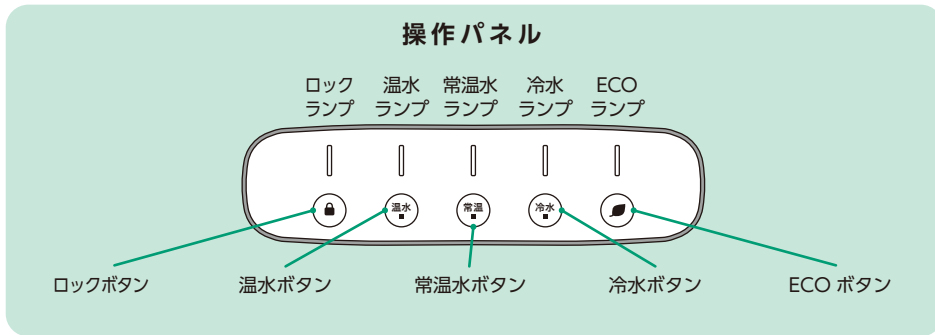 操作パネル
ロック
ランプ
温水
ランプ
常温水
ランプ
冷水
ランプ
ECO
ランプ
温水
常温
冷水
ロックボタン
温水ボタン
常温水ボタン
冷水ボタン
ECO ボタン